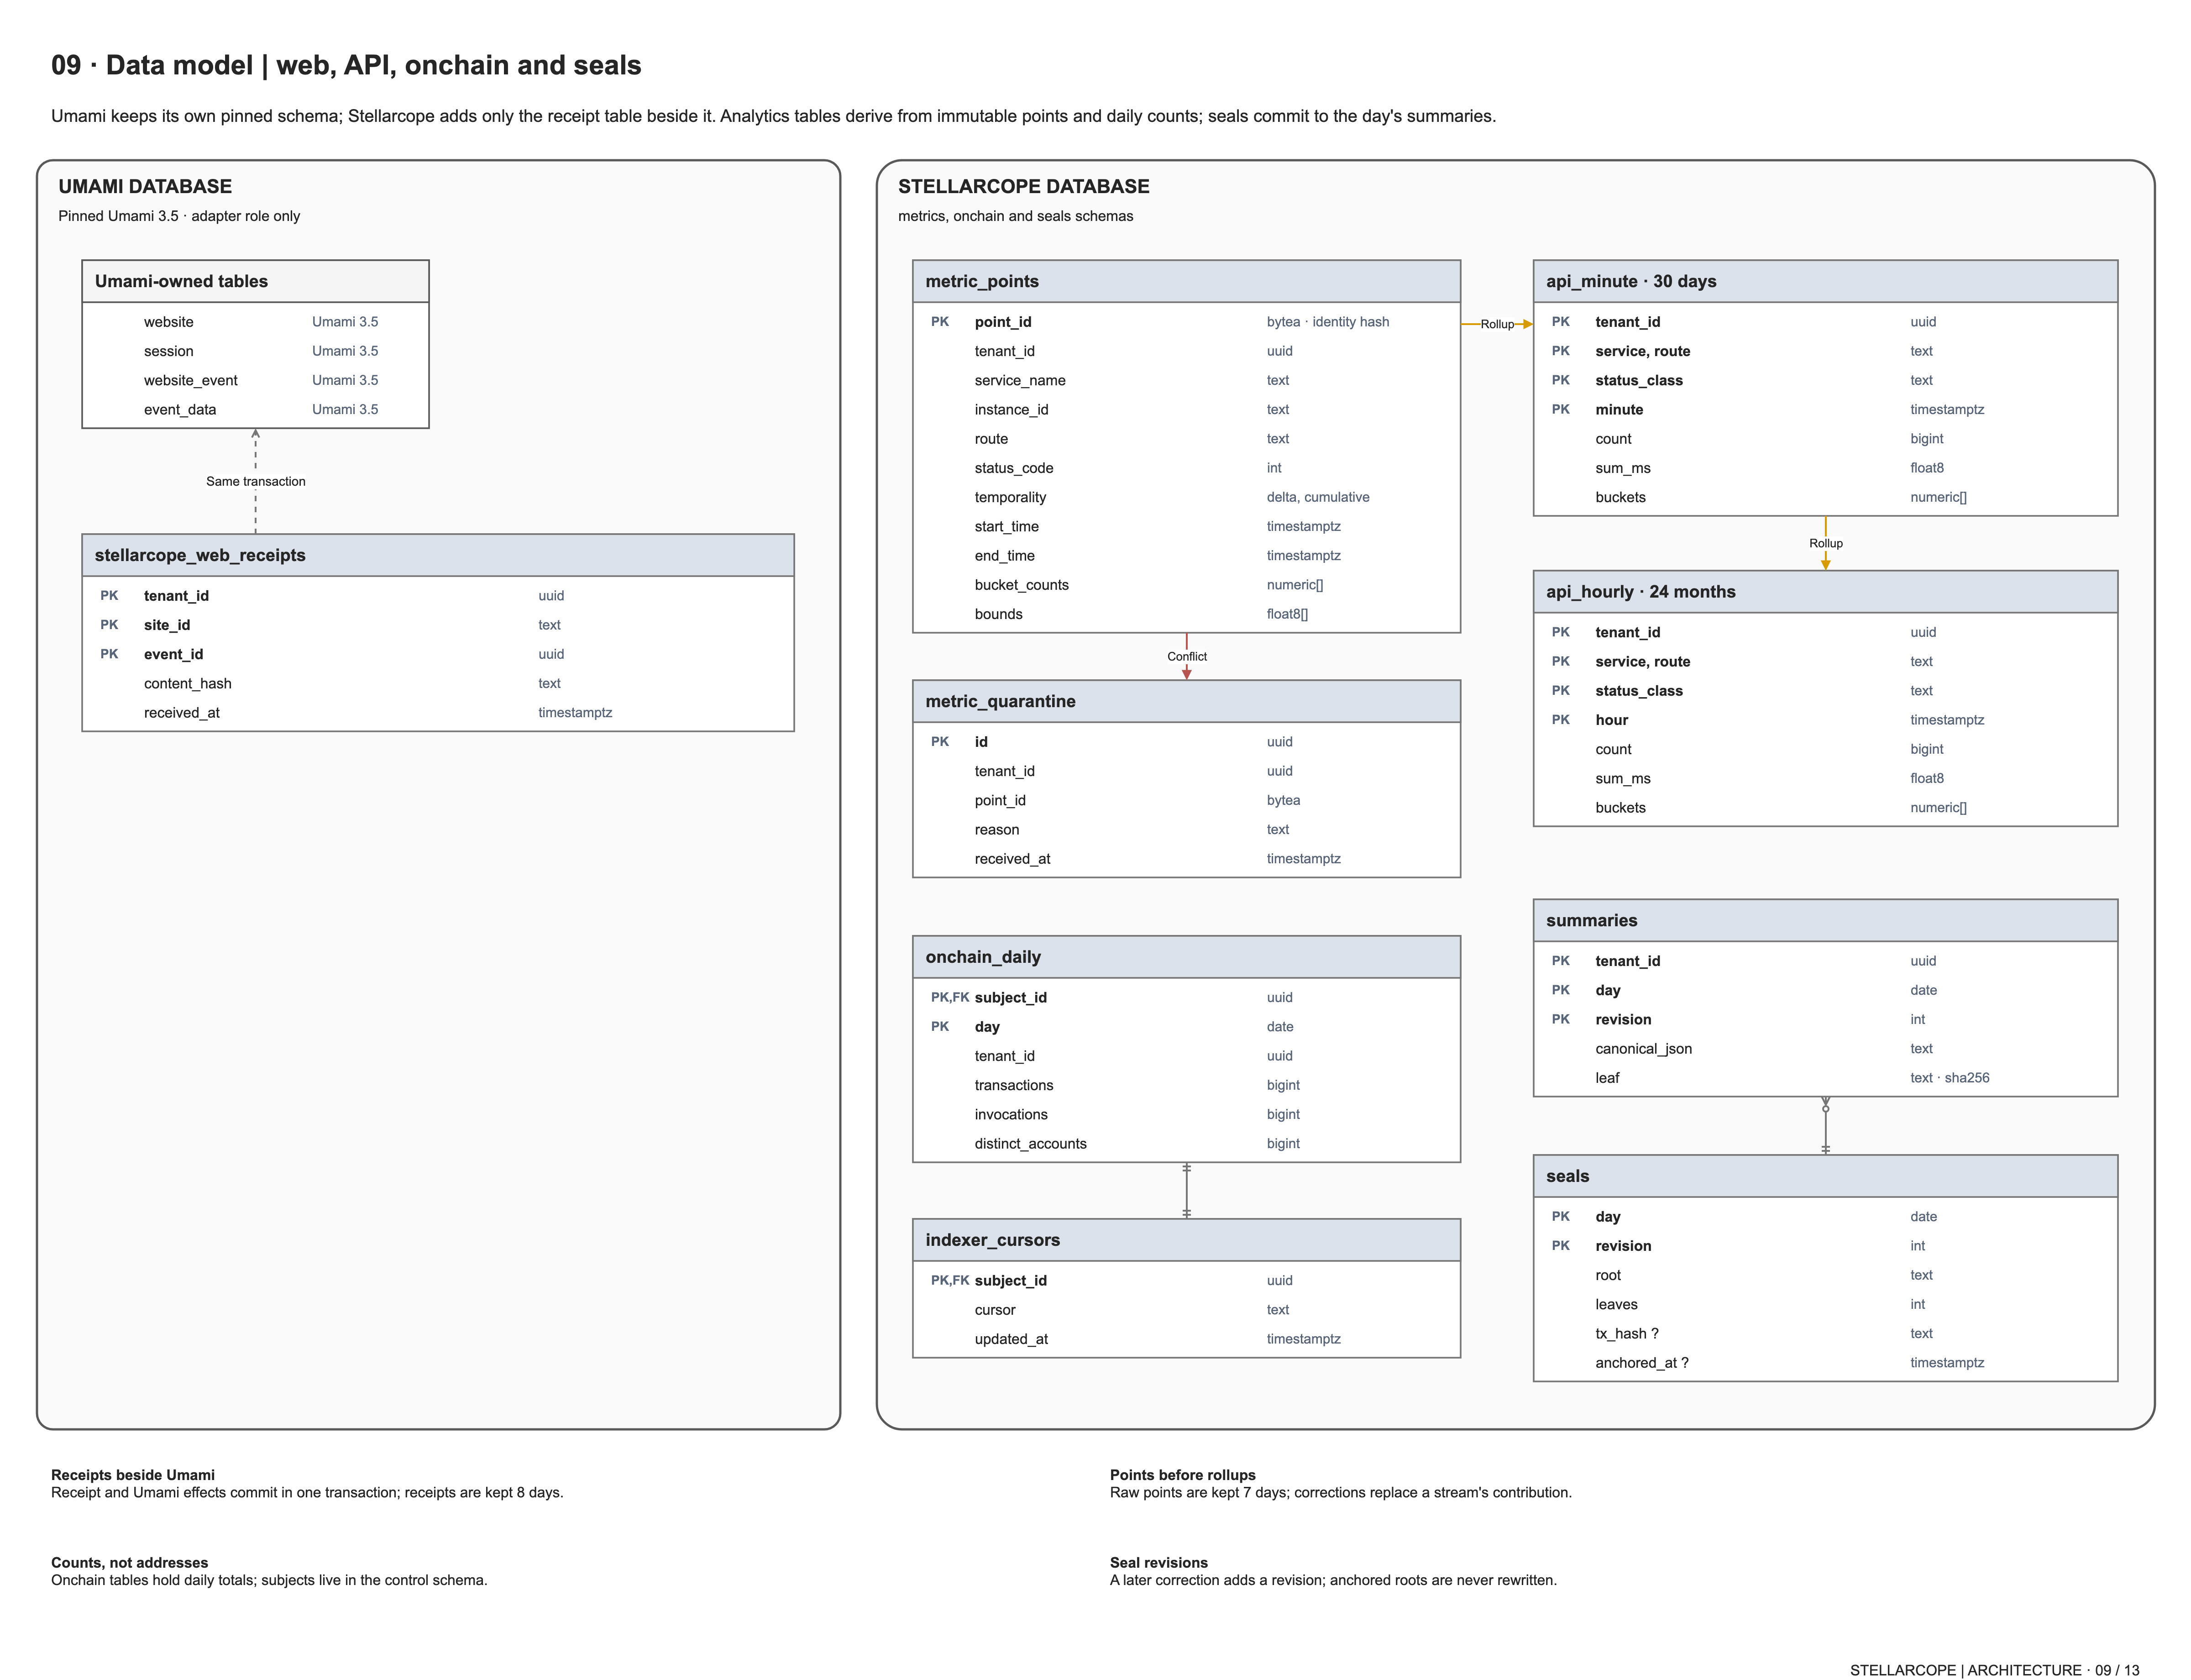 09 · Data model | web, API, onchain and seals
Umami keeps its own pinned schema; Stellarcope adds only the receipt table beside it. Analytics tables derive from immutable points and daily counts; seals commit to the day's summaries.
UMAMI DATABASE
Pinned Umami 3.5 · adapter role only
Umami-owned tables
website Umami 3.5
session Umami 3.5
website_event Umami 3.5
event_data Umami 3.5
Same transaction
stellarcope_web_receipts
PK tenant_id uuid
PK site_id text
PK event_id uuid
content_hash text
received_at timestamptz
STELLARCOPE DATABASE
metrics, onchain and seals schemas
metric_points
PK point_id bytea · identity hash
tenant_id uuid
service_name text
instance_id text
route text
status_code int
temporality delta, cumulative
start_time timestamptz
end_time timestamptz
bucket_counts numeric[]
bounds float8[]
Rollup
Conflict
metric_quarantine
PK id uuid
tenant_id uuid
point_id bytea
reason text
received_at timestamptz
onchain_daily
PK,FK subject_id uuid
PK day date
tenant_id uuid
transactions bigint
invocations bigint
distinct_accounts bigint
indexer_cursors
PK,FK subject_id uuid
cursor text
updated_at timestamptz
api_minute · 30 days
PK tenant_id uuid
PK service, route text
PK status_class text
PK minute timestamptz
count bigint
sum_ms float8
buckets numeric[]
Rollup
api_hourly · 24 months
PK tenant_id uuid
PK service, route text
PK status_class text
PK hour timestamptz
count bigint
sum_ms float8
buckets numeric[]
summaries
PK tenant_id uuid
PK day date
PK revision int
canonical_json text
leaf text · sha256
seals
PK day date
PK revision int
root text
leaves int
tx_hash ? text
anchored_at ? timestamptz
Receipts beside Umami
Receipt and Umami effects commit in one transaction; receipts are kept 8 days.
Points before rollups
Raw points are kept 7 days; corrections replace a stream's contribution.
Counts, not addresses
Onchain tables hold daily totals; subjects live in the control schema.
Seal revisions
A later correction adds a revision; anchored roots are never rewritten.
STELLARCOPE | ARCHITECTURE · 09 / 13